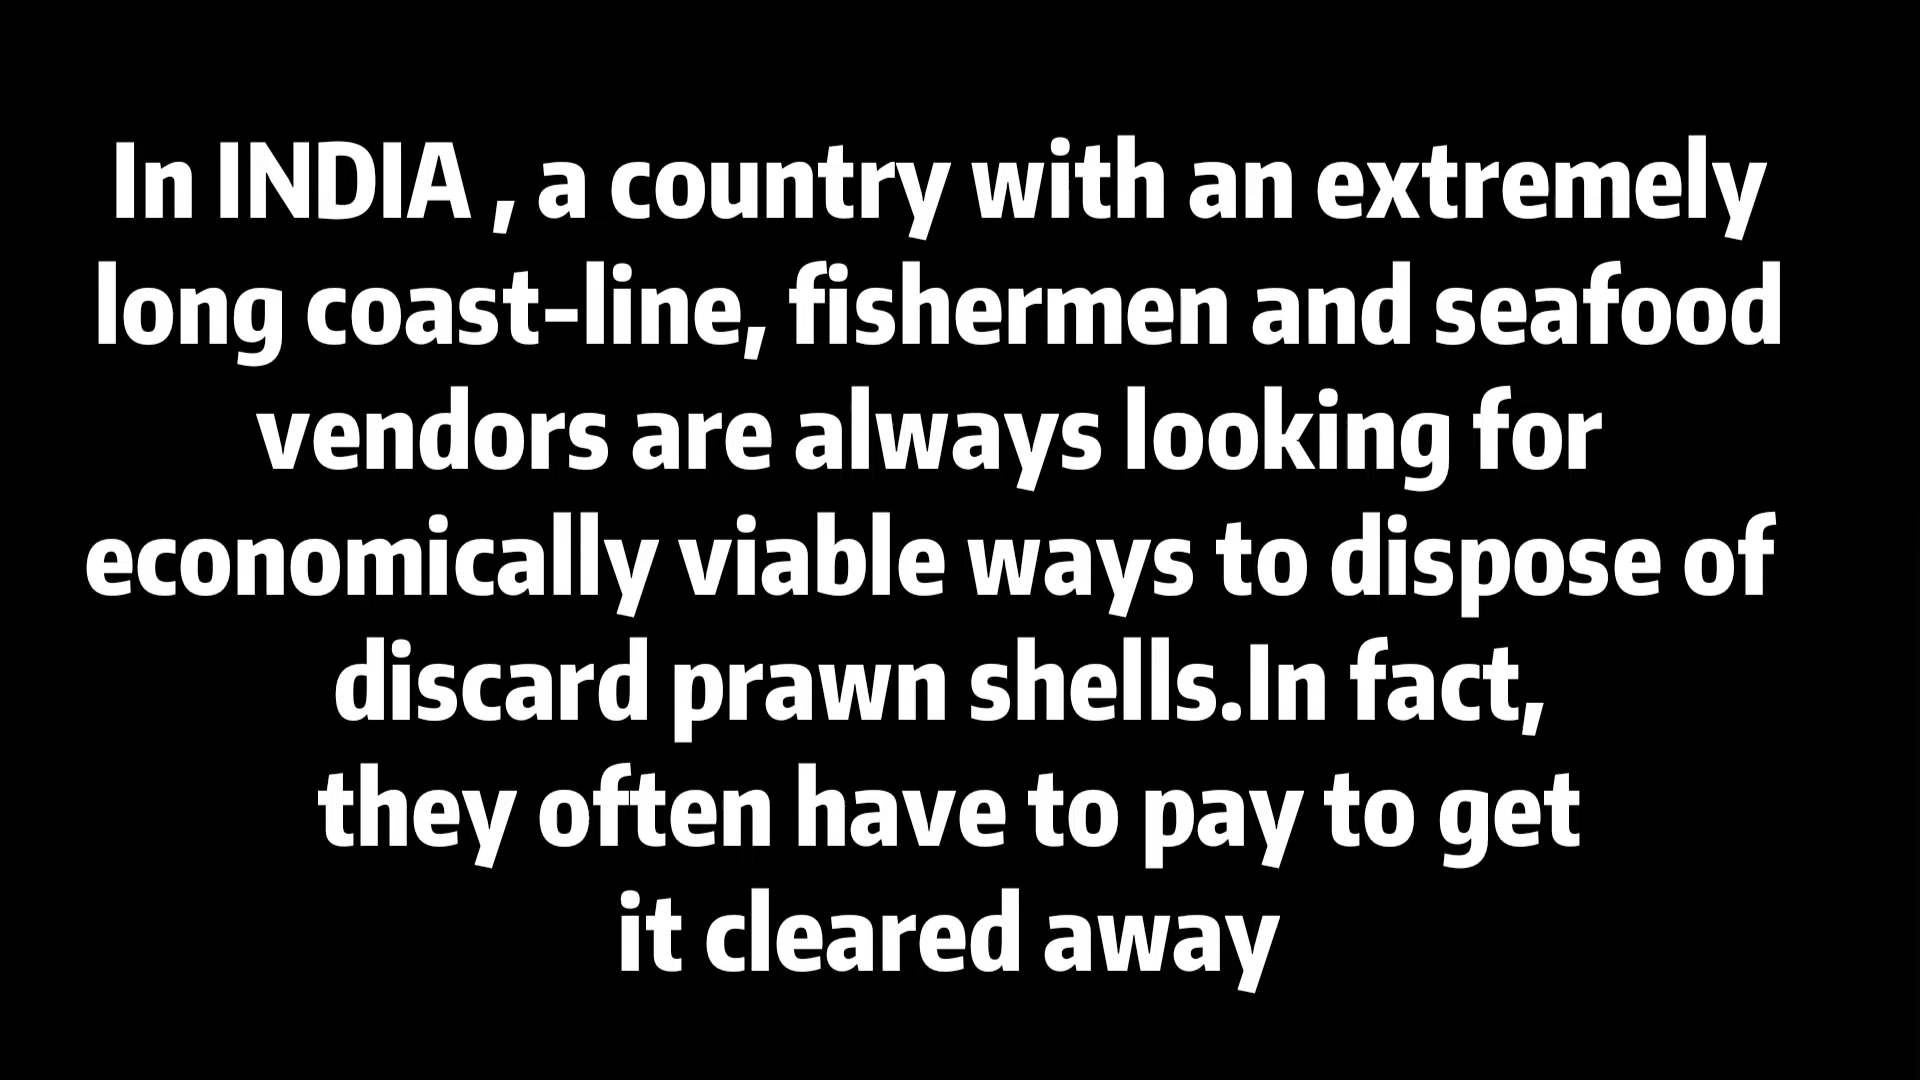 In INDIA , a country with an extremely
long coast-line, fishermen and seafood
vendors are always looking for
economically viable ways to dispose of
discard prawn shells.In fact,
they often have to pay to get
it cleared away